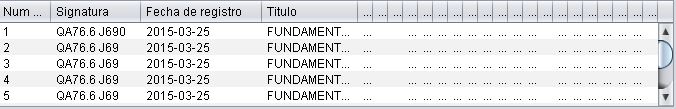 Num ... Signatura Fecha de registro Titulo ... ... ... ... ... ... ... ... ... ... ... ... ... ... ... ... ... ... ... ...
1 QA76.6 J690 2015-03-25 FUNDAMENT... ... ... ... ... ... ... ... ... ... ... ... ... ... ... ... ... ...
2 QA76.6 J69 2015-03-25 FUNDAMENT... ... ... ... ... ... ... ... ... ... ... ... ... ... ... ... ... ...
3 QA76.6 J69 2015-03-25 FUNDAMENT... ... ... ... ... ... ... ... ... ... ... ... ... ... ... ... ... ...
4 QA76.6 J69 2015-03-25 FUNDAMENT... ... ... ... ... ... ... ... ... ... ... ... ... ... ... ... ... ...
5 QA76.6 J69 2015-03-25 FUNDAMENT... ... ... ... ... ... ... ... ... ... ... ... ... ... ... ... ... ...